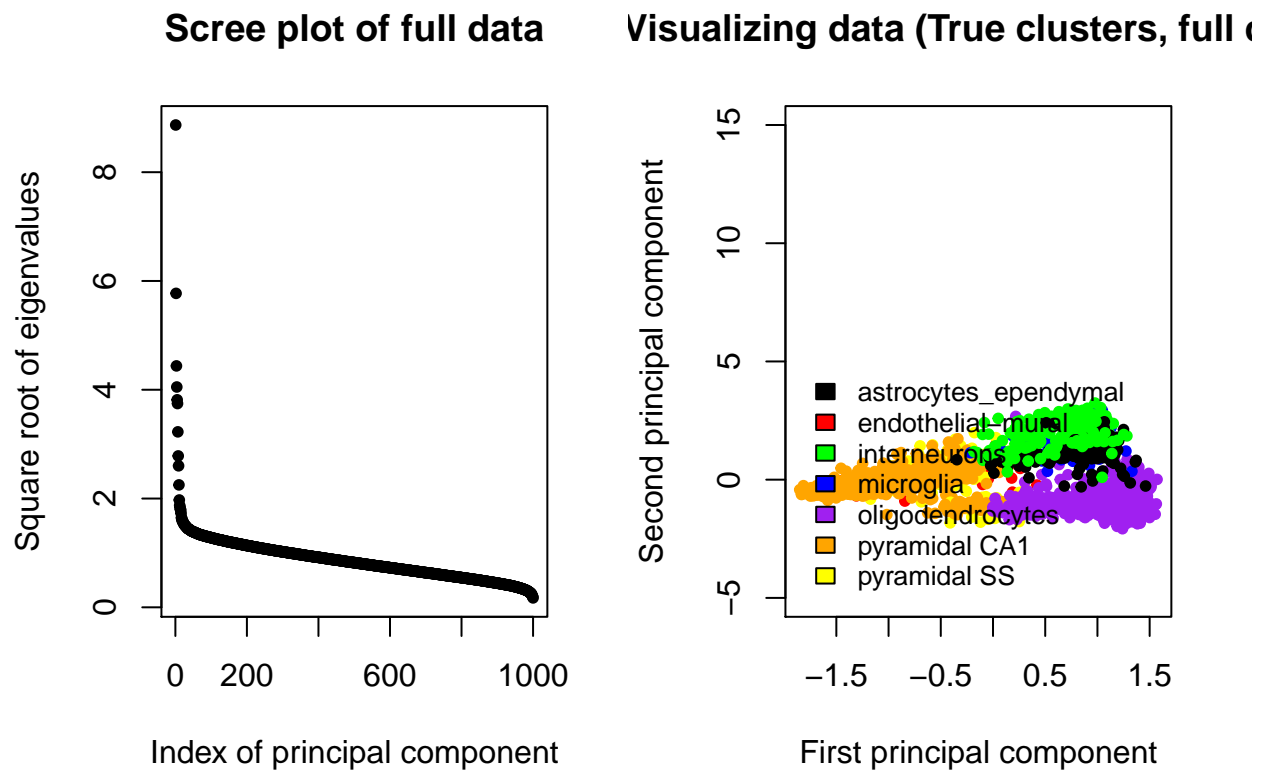 Scree plot of full data
Square root of eigenvalues
8
6
4
2
0
0 200 600 1000
Index of principal component
Visualizing data (True clusters, full
Second principal component
15
10
5
0
−5
astrocytes_ependymal
endothelial−mural
interneurons
microglia
oligodendrocytes
pyramidal CA1
pyramidal SS
−1.5 −0.5 0.5 1.5
First principal component